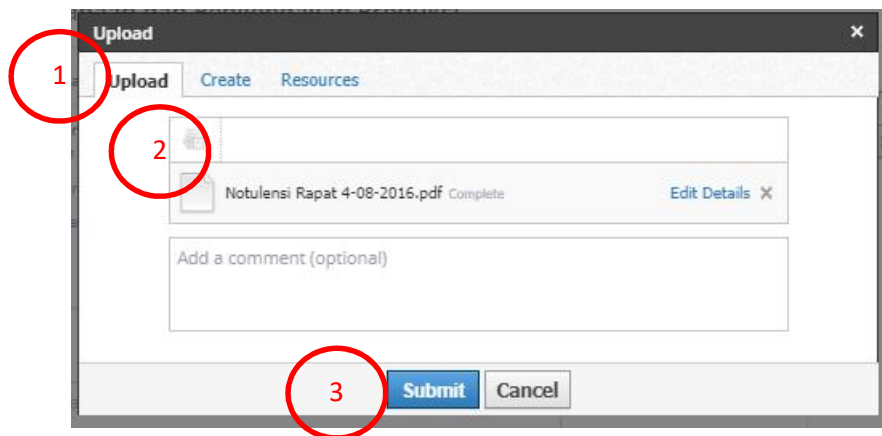 Upload ×
1 Upload Create Resources
2
Notulensi Rapat 4-08-2016.pdf Complete Edit Details ×
Add a comment (optional)
3 Submit Cancel